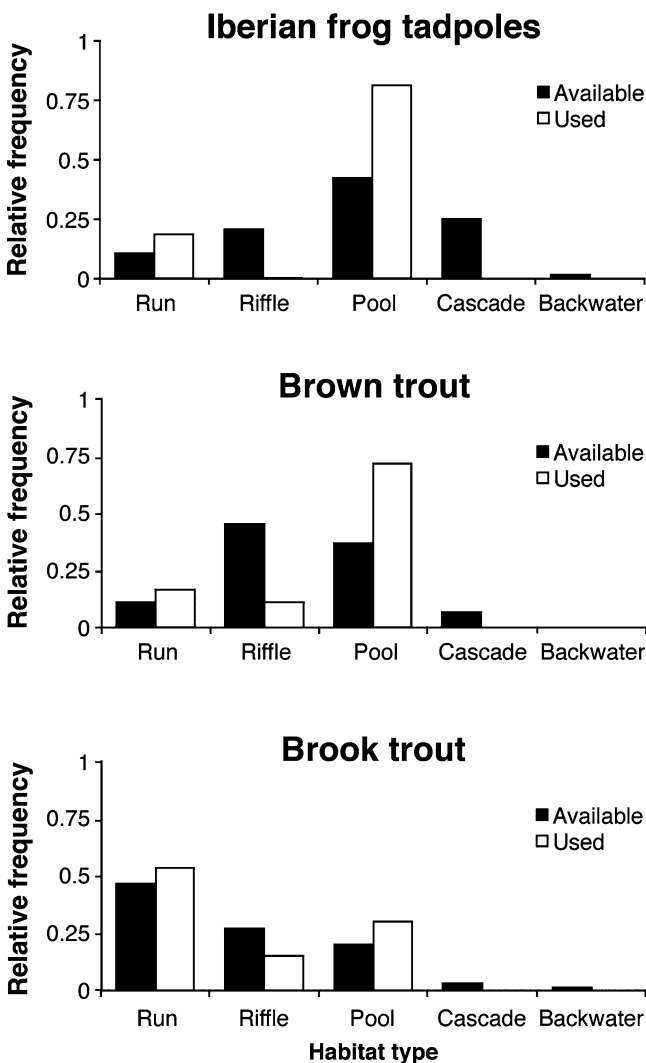 Iberian frog tadpoles
Relative frequency
1
0.75
0.5
0.25
0
Available
Used
Run Riffle Pool Cascade Backwater
Brown trout
Relative frequency
1
0.75
0.5
0.25
0
Available
Used
Run Riffle Pool Cascade Backwater
Brook trout
Relative frequency
1
0.75
0.5
0.25
0
Available
Used
Run Riffle Pool Cascade Backwater
Habitat type